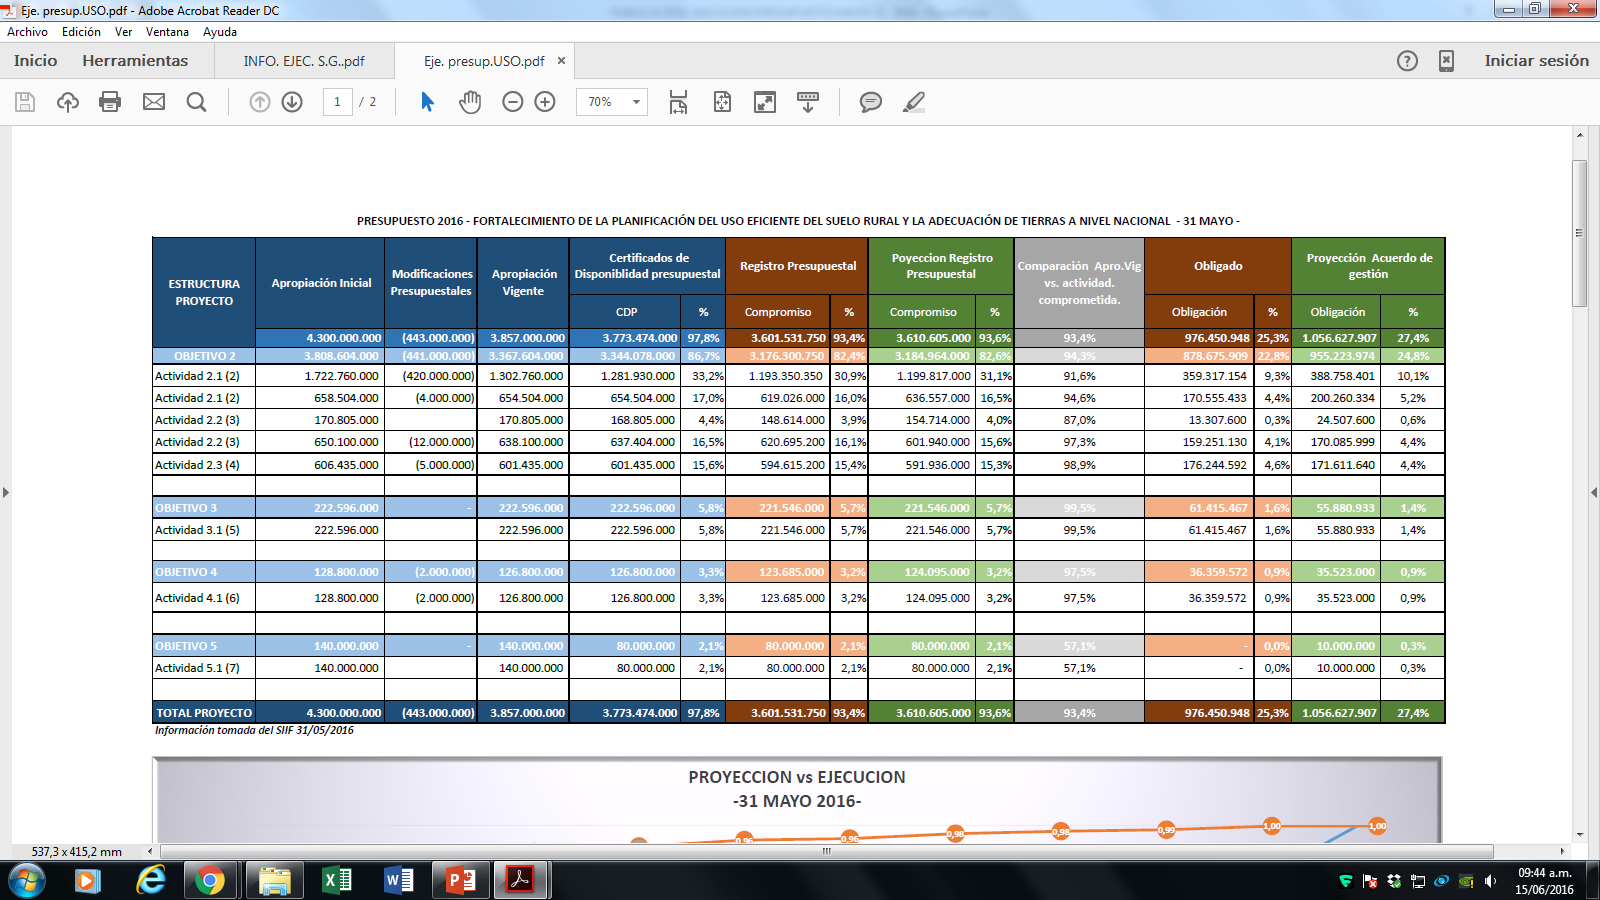 Eje. presup.USO.pdf - Adobe Acrobat Reader DC
Archivo Edición Ver Ventana Ayuda
Inicio Herramientas INFO. EJEC. S.G..pdf Eje. presup.USO.pdf × Iniciar sesión
1 / 2 70%
PRESUPUESTO 2016 - FORTALECIMIENTO DE LA PLANIFICACIÓN DEL USO EFICIENTE DEL SUELO RURAL Y LA ADECUACIÓN DE TIERRAS A NIVEL NACIONAL - 31 MAYO -
ESTRUCTURA PROYECTO Apropiación Inicial Modificaciones Presupuestales Apropiación Vigente Certificados de Disponiblidad presupuestal Registro Presupuestal Poyeccion Registro Presupuestal Comparación Apro.Vig vs. actividad. comprometida. Obligado Proyección Acuerdo de gestión
CDP % Compromiso % Compromiso % Obligación % Obligación %
4.300.000.000 (443.000.000) 3.857.000.000 3.773.474.000 97,8% 3.601.531.750 93,4% 3.610.605.000 93,6% 93,4% 976.450.948 25,3% 1.056.627.907 27,4%
OBJETIVO 2 3.808.604.000 (441.000.000) 3.367.604.000 3.344.078.000 86,7% 3.176.300.750 82,4% 3.184.964.000 82,6% 94,3% 878.675.909 22,8% 955.223.974 24,8%
Actividad 2.1 (2) 1.722.760.000 (420.000.000) 1.302.760.000 1.281.930.000 33,2% 1.193.350.350 30,9% 1.199.817.000 31,1% 91,6% 359.317.154 9,3% 388.758.401 10,1%
Actividad 2.1 (2) 658.504.000 (4.000.000) 654.504.000 654.504.000 17,0% 619.026.000 16,0% 636.557.000 16,5% 94,6% 170.555.433 4,4% 200.260.334 5,2%
Actividad 2.2 (3) 170.805.000 170.805.000 168.805.000 4,4% 148.614.000 3,9% 154.714.000 4,0% 87,0% 13.307.600 0,3% 24.507.600 0,6%
Actividad 2.2 (3) 650.100.000 (12.000.000) 638.100.000 637.404.000 16,5% 620.695.200 16,1% 601.940.000 15,6% 97,3% 159.251.130 4,1% 170.085.999 4,4%
Actividad 2.3 (4) 606.435.000 (5.000.000) 601.435.000 601.435.000 15,6% 594.615.200 15,4% 591.936.000 15,3% 98,9% 176.244.592 4,6% 171.611.640 4,4%
OBJETIVO 3 222.596.000 - 222.596.000 222.596.000 5,8% 221.546.000 5,7% 221.546.000 5,7% 99,5% 61.415.467 1,6% 55.880.933 1,4%
Actividad 3.1 (5) 222.596.000 222.596.000 222.596.000 5,8% 221.546.000 5,7% 221.546.000 5,7% 99,5% 61.415.467 1,6% 55.880.933 1,4%
OBJETIVO 4 128.800.000 (2.000.000) 126.800.000 126.800.000 3,3% 123.685.000 3,2% 124.095.000 3,2% 97,5% 36.359.572 0,9% 35.523.000 0,9%
Actividad 4.1 (6) 128.800.000 (2.000.000) 126.800.000 126.800.000 3,3% 123.685.000 3,2% 124.095.000 3,2% 97,5% 36.359.572 0,9% 35.523.000 0,9%
OBJETIVO 5 140.000.000 - 140.000.000 80.000.000 2,1% 80.000.000 2,1% 80.000.000 2,1% 57,1% - 0,0% 10.000.000 0,3%
Actividad 5.1 (7) 140.000.000 140.000.000 80.000.000 2,1% 80.000.000 2,1% 80.000.000 2,1% 57,1% - 0,0% 10.000.000 0,3%
TOTAL PROYECTO 4.300.000.000 (443.000.000) 3.857.000.000 3.773.474.000 97,8% 3.601.531.750 93,4% 3.610.605.000 93,6% 93,4% 976.450.948 25,3% 1.056.627.907 27,4%
Información tomada del SIIF 31/05/2016
PROYECCION vs EJECUCION
-31 MAYO 2016-
0,96 0,96 0,98 0,98 0,99 1,00 1,00
537,3 x 415,2 mm
09:44 a.m.
15/06/2016